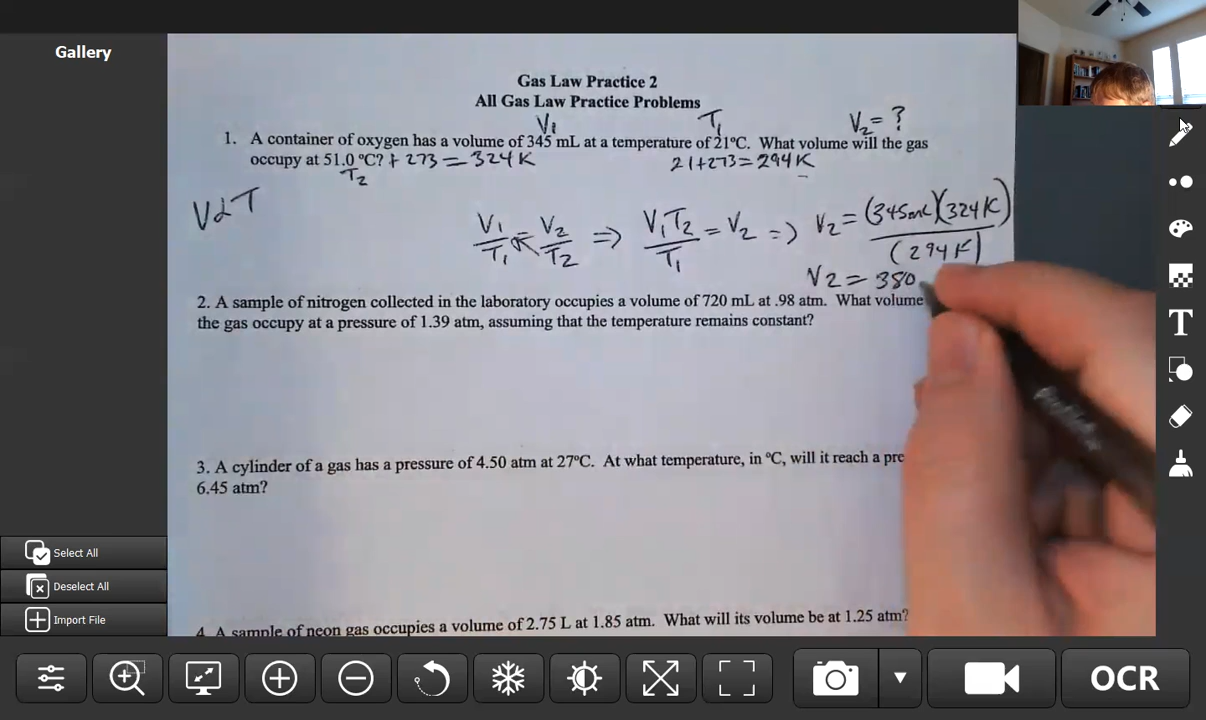 Gallery
Gas Law Practice 2
All Gas Law Practice Problems
V1 T1 V2 = ?
1. A container of oxygen has a volume of 345 mL at a temperature of 21ºC. What volume will the gas
occupy at 51.0 ºC? + 273 = 324K 21+273=294K
T2
V α T
V1/T1 = V2/T2 => V1T2/T1 = V2 => V2 = (345mL)(324K)/(294K)
V2 = 380.
2. A sample of nitrogen collected in the laboratory occupies a volume of 720 mL at .98 atm. What volume
the gas occupy at a pressure of 1.39 atm, assuming that the temperature remains constant?
3. A cylinder of a gas has a pressure of 4.50 atm at 27ºC. At what temperature, in ºC, will it reach a pre
6.45 atm?
4. A sample of neon gas occupies a volume of 2.75 L at 1.85 atm. What will its volume be at 1.25 atm?
Select All
Deselect All
Import File
T
OCR